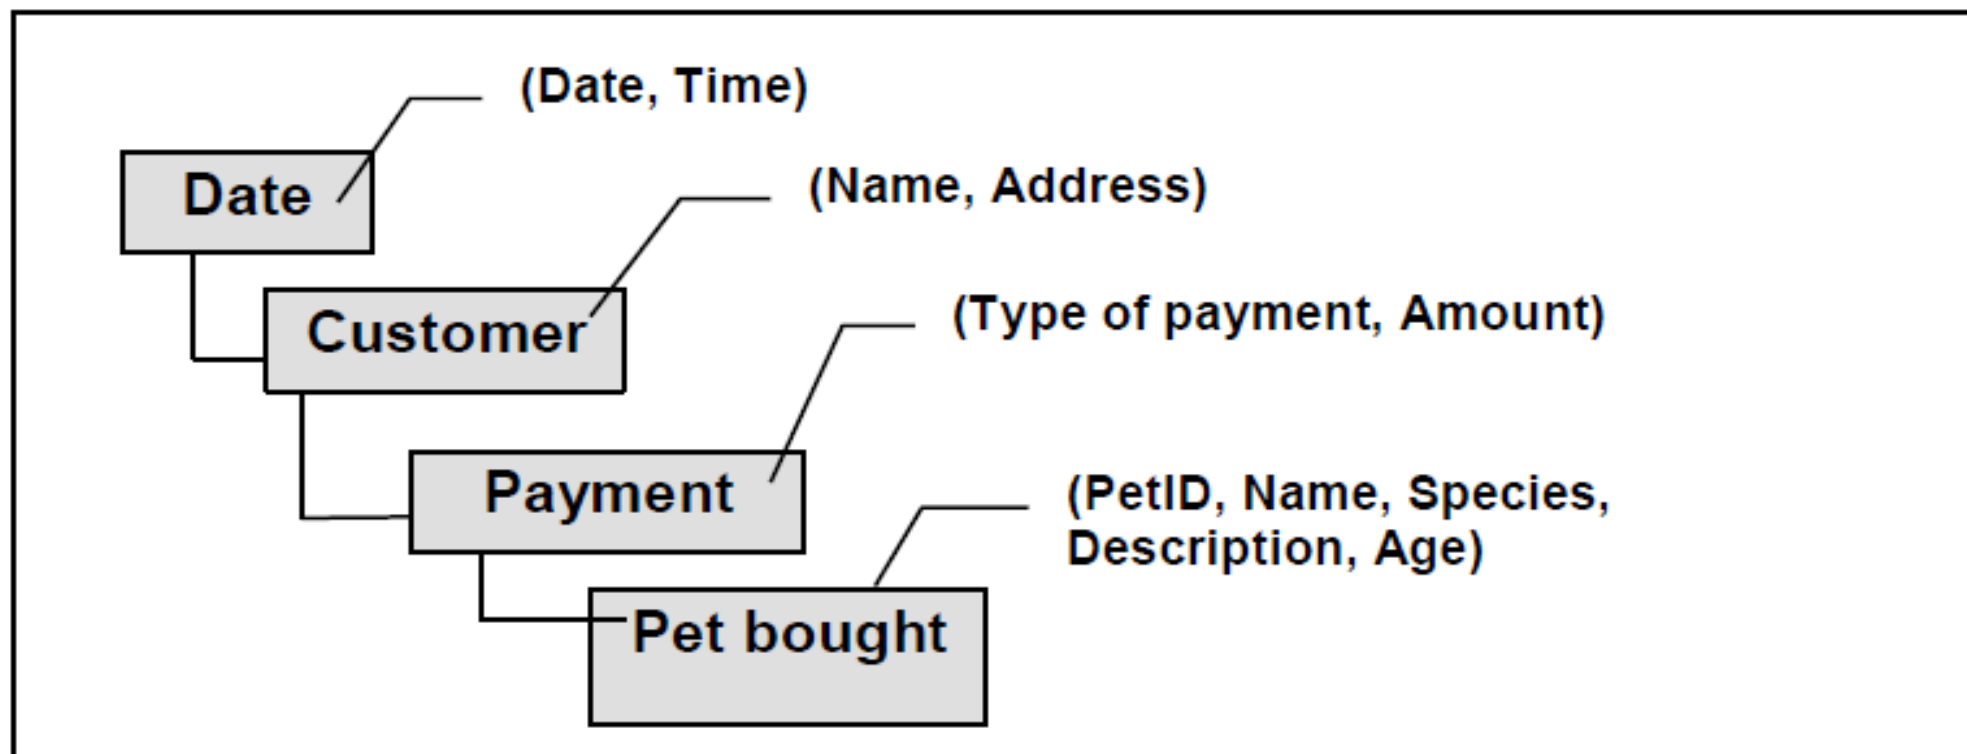 (Date, Time)
Date
(Name, Address)
Customer
(Type of payment, Amount)
Payment
(PetID, Name, Species,
Description, Age)
Pet bought